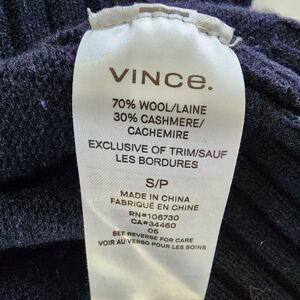 VINCE.
70% WOOL/LAINE
30% CASHMERE/
CACHEMIRE
EXCLUSIVE OF TRIM/SAUF
LES BORDURES
S/P
MADE IN CHINA
FABRIQUÉ EN CHINE
RN#106730
CA#34460
06
SEE REVERSE FOR CARE
VOIR AU VERSO POUR LES SOINS